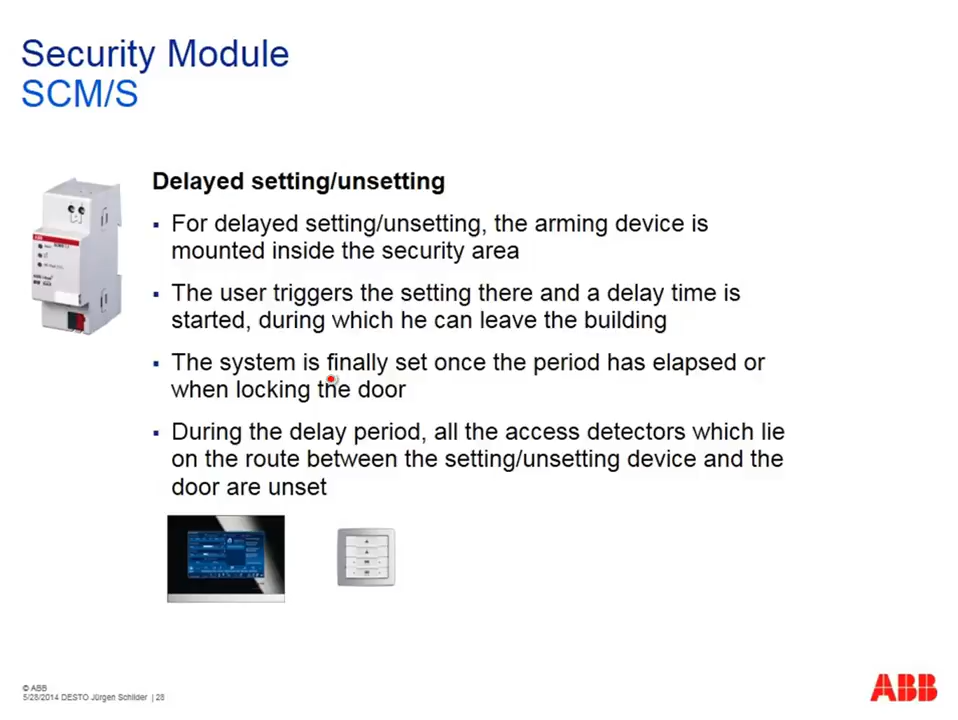 Security Module
SCM/S
Delayed setting/unsetting
▪ For delayed setting/unsetting, the arming device is
mounted inside the security area
▪ The user triggers the setting there and a delay time is
started, during which he can leave the building
▪ The system is finally set once the period has elapsed or
when locking the door
▪ During the delay period, all the access detectors which lie
on the route between the setting/unsetting device and the
door are unset
© ABB
5/28/2014 DESTO Jürgen Schilder | 28
ABB